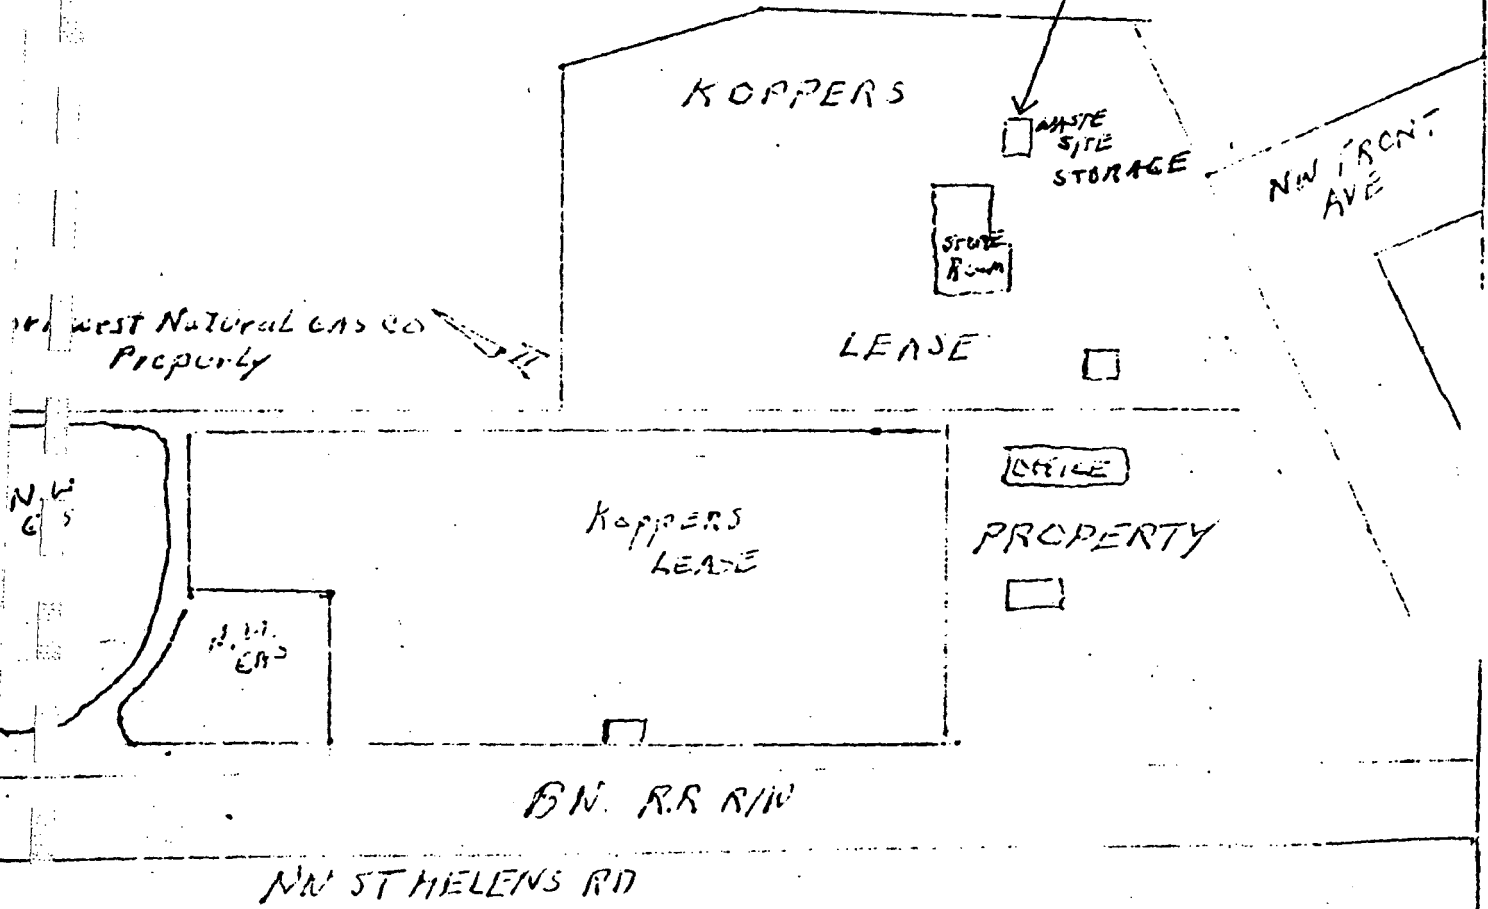 KOPPERS
WASTE
SITE
STORAGE
NW FRONT
AVE
STORE
ROOM
west Natural GAS CO
Property
LEASE
OFFICE
N.W
G S
KOPPERS
LEASE
PROPERTY
N.W.
GAS
BN. R.R R/W
NW ST HELENS RD